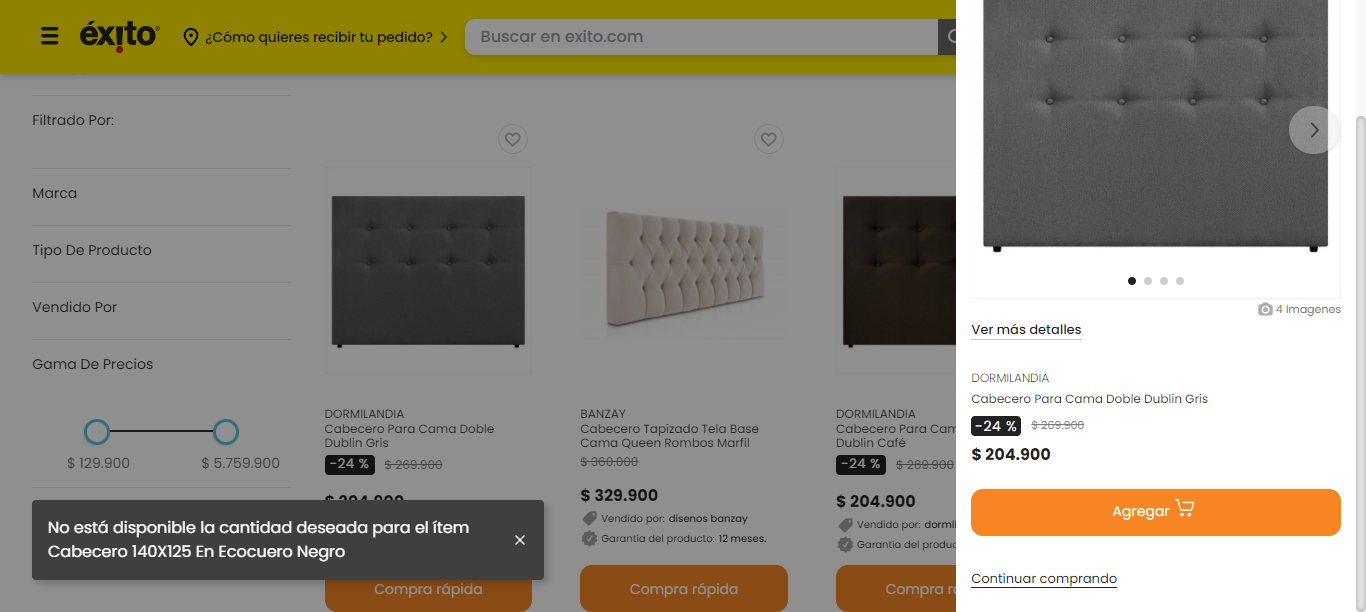 éxito
¿Cómo quieres recibir tu pedido?
Buscar en exito.com
Filtrado Por:
Marca
Tipo De Producto
Vendido Por
Gama De Precios
$ 129.900
$ 5.759.900
DORMILANDIA
Cabecero Para Cama Doble
Dublin Gris
-24 % $ 269.900
$ 204.900
BANZAY
Cabecero Tapizado Tela Base
Cama Queen Rombos Marfil
$ 360.000
$ 329.900
Vendido por: disenos banzay
Garantía del producto: 12 meses.
Compra rápida
DORMILANDIA
Cabecero Para Cam
Dublin Café
-24 % $ 269.900
$ 204.900
Vendido por: dormil
Garantía del produc
Compra r
Compra rápida
No está disponible la cantidad deseada para el ítem
Cabecero 140X125 En Ecocuero Negro
4 Imagenes
Ver más detalles
DORMILANDIA
Cabecero Para Cama Doble Dublin Gris
-24 % $ 269.900
$ 204.900
Agregar
Continuar comprando